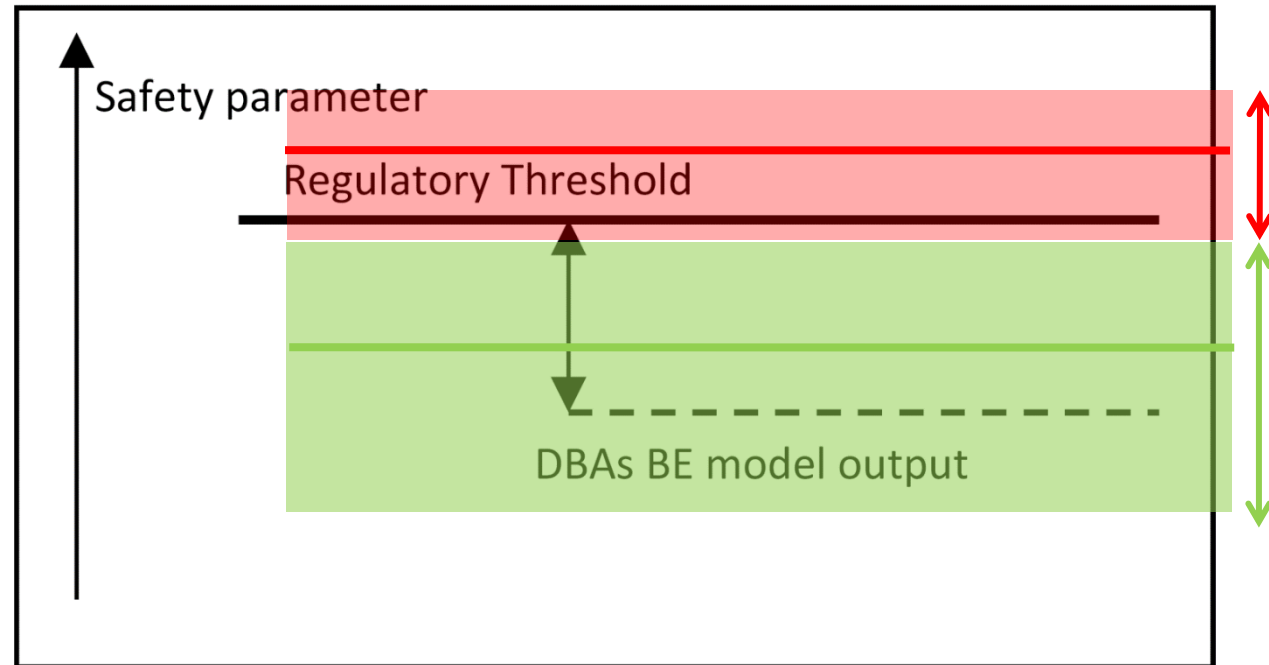 Safety parameter
Regulatory Threshold
DBAs BE model output